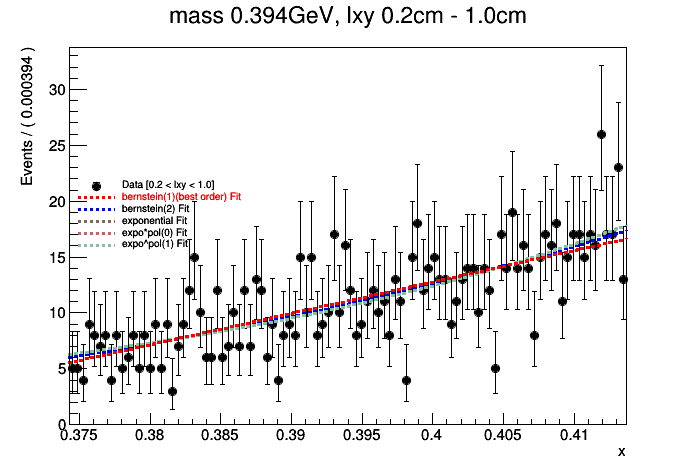 mass 0.394GeV, lxy 0.2cm - 1.0cm
Events / ( 0.000394 )
30
25
20
15
10
5
0
Data [0.2 < lxy < 1.0]
bernstein(1)(best order) Fit
bernstein(2) Fit
exponential Fit
expo*pol(0) Fit
expo^pol(1) Fit
0.375 0.38 0.385 0.39 0.395 0.4 0.405 0.41
x